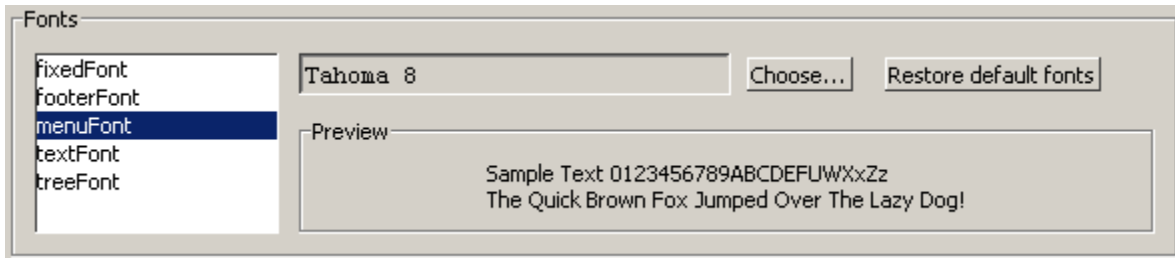 Fonts
fixedFont
footerFont
menuFont
textFont
treeFont
Tahoma 8
Choose...
Restore default fonts
Preview
Sample Text 0123456789ABCDEFUWXxZz
The Quick Brown Fox Jumped Over The Lazy Dog!